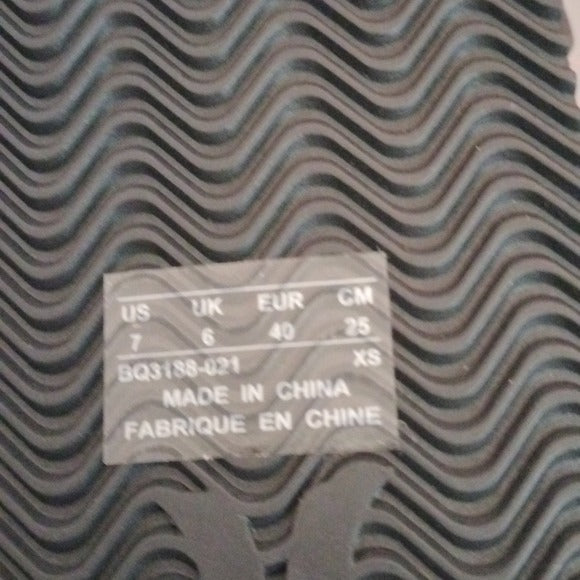 US UK EUR CM
7 6 40 25
BQ3188-021 XS
MADE IN CHINA
FABRIQUE EN CHINE